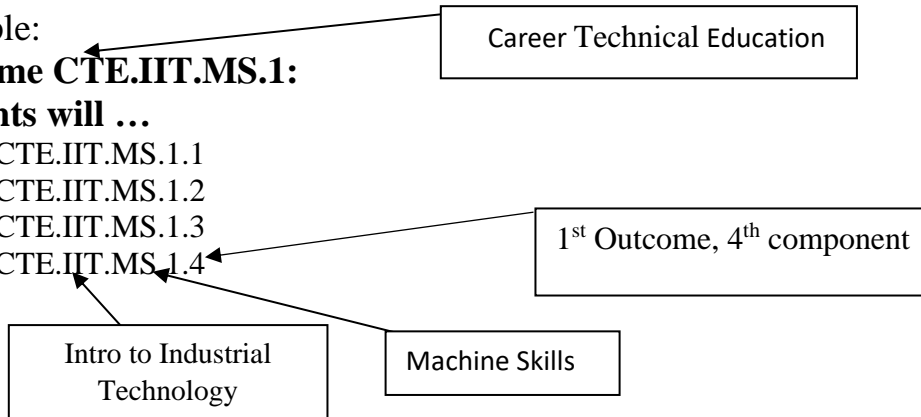 ple:
Career Technical Education
me CTE.IIT.MS.1:
nts will …
CTE.IIT.MS.1.1
CTE.IIT.MS.1.2
CTE.IIT.MS.1.3
CTE.IIT.MS.1.4
1st Outcome, 4th component
Intro to Industrial
Technology
Machine Skills